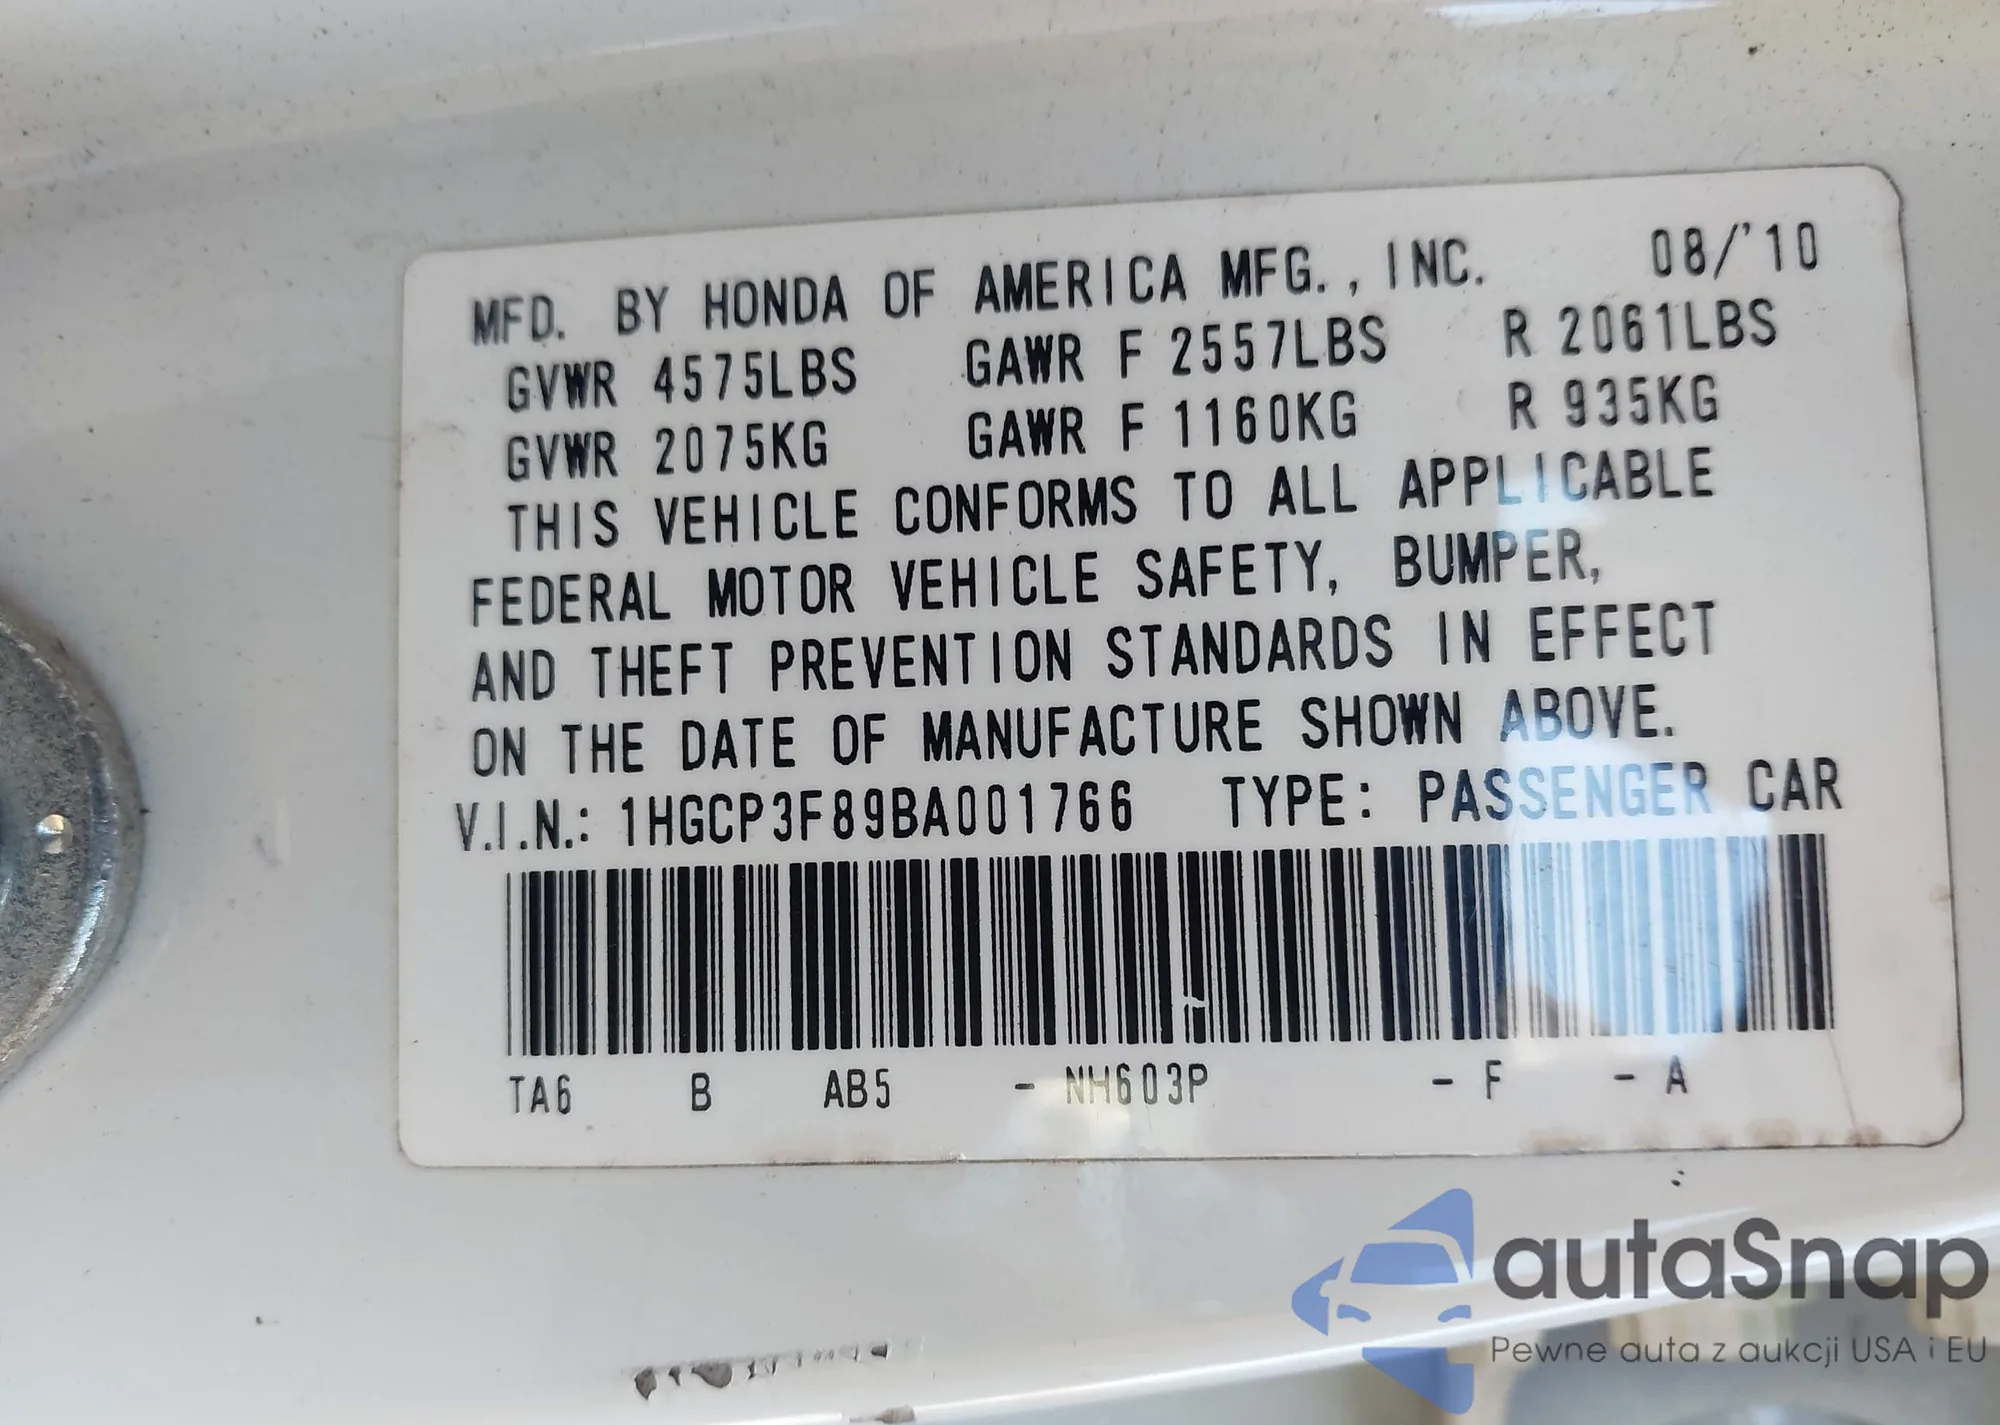 MFD. BY HONDA OF AMERICA MFG., INC. 08/'10
GVWR 4575LBS GAWR F 2557LBS R 2061LBS
GVWR 2075KG GAWR F 1160KG R 935KG
THIS VEHICLE CONFORMS TO ALL APPLICABLE
FEDERAL MOTOR VEHICLE SAFETY, BUMPER,
AND THEFT PREVENTION STANDARDS IN EFFECT
ON THE DATE OF MANUFACTURE SHOWN ABOVE.
V.I.N.: 1HGCP3F89BA001766 TYPE: PASSENGER CAR
TA6 B AB5 - NH603P - F - A
autaSnap
Pewne auta z aukcji USA i EU